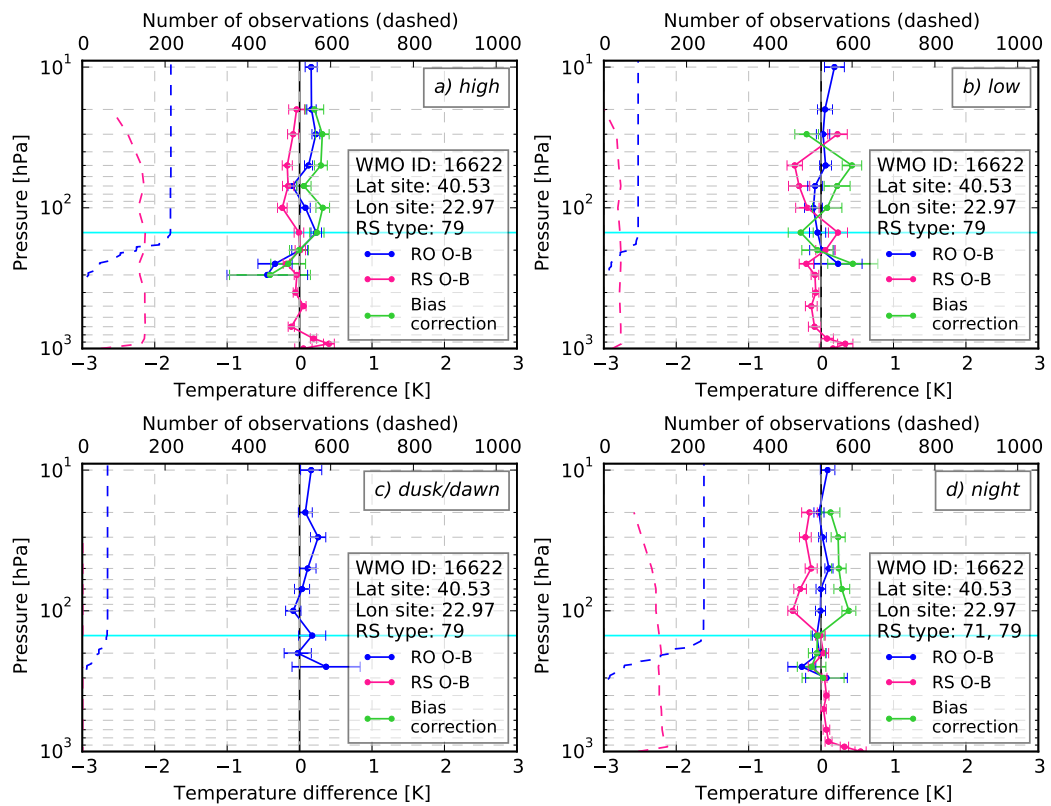 Number of observations (dashed)
0 200 400 600 800 1000
10¹
10²
10³
Pressure [hPa]
a) high
WMO ID: 16622
Lat site: 40.53
Lon site: 22.97
RS type: 79
RO O-B
RS O-B
Bias
correction
−3 −2 −1 0 1 2 3
Temperature difference [K]
Number of observations (dashed)
0 200 400 600 800 1000
10¹
10²
10³
Pressure [hPa]
b) low
WMO ID: 16622
Lat site: 40.53
Lon site: 22.97
RS type: 79
RO O-B
RS O-B
Bias
correction
−3 −2 −1 0 1 2 3
Temperature difference [K]
Number of observations (dashed)
0 200 400 600 800 1000
10¹
10²
10³
Pressure [hPa]
c) dusk/dawn
WMO ID: 16622
Lat site: 40.53
Lon site: 22.97
RS type: 79
RO O-B
RS O-B
Bias
correction
−3 −2 −1 0 1 2 3
Temperature difference [K]
Number of observations (dashed)
0 200 400 600 800 1000
10¹
10²
10³
Pressure [hPa]
d) night
WMO ID: 16622
Lat site: 40.53
Lon site: 22.97
RS type: 71, 79
RO O-B
RS O-B
Bias
correction
−3 −2 −1 0 1 2 3
Temperature difference [K]